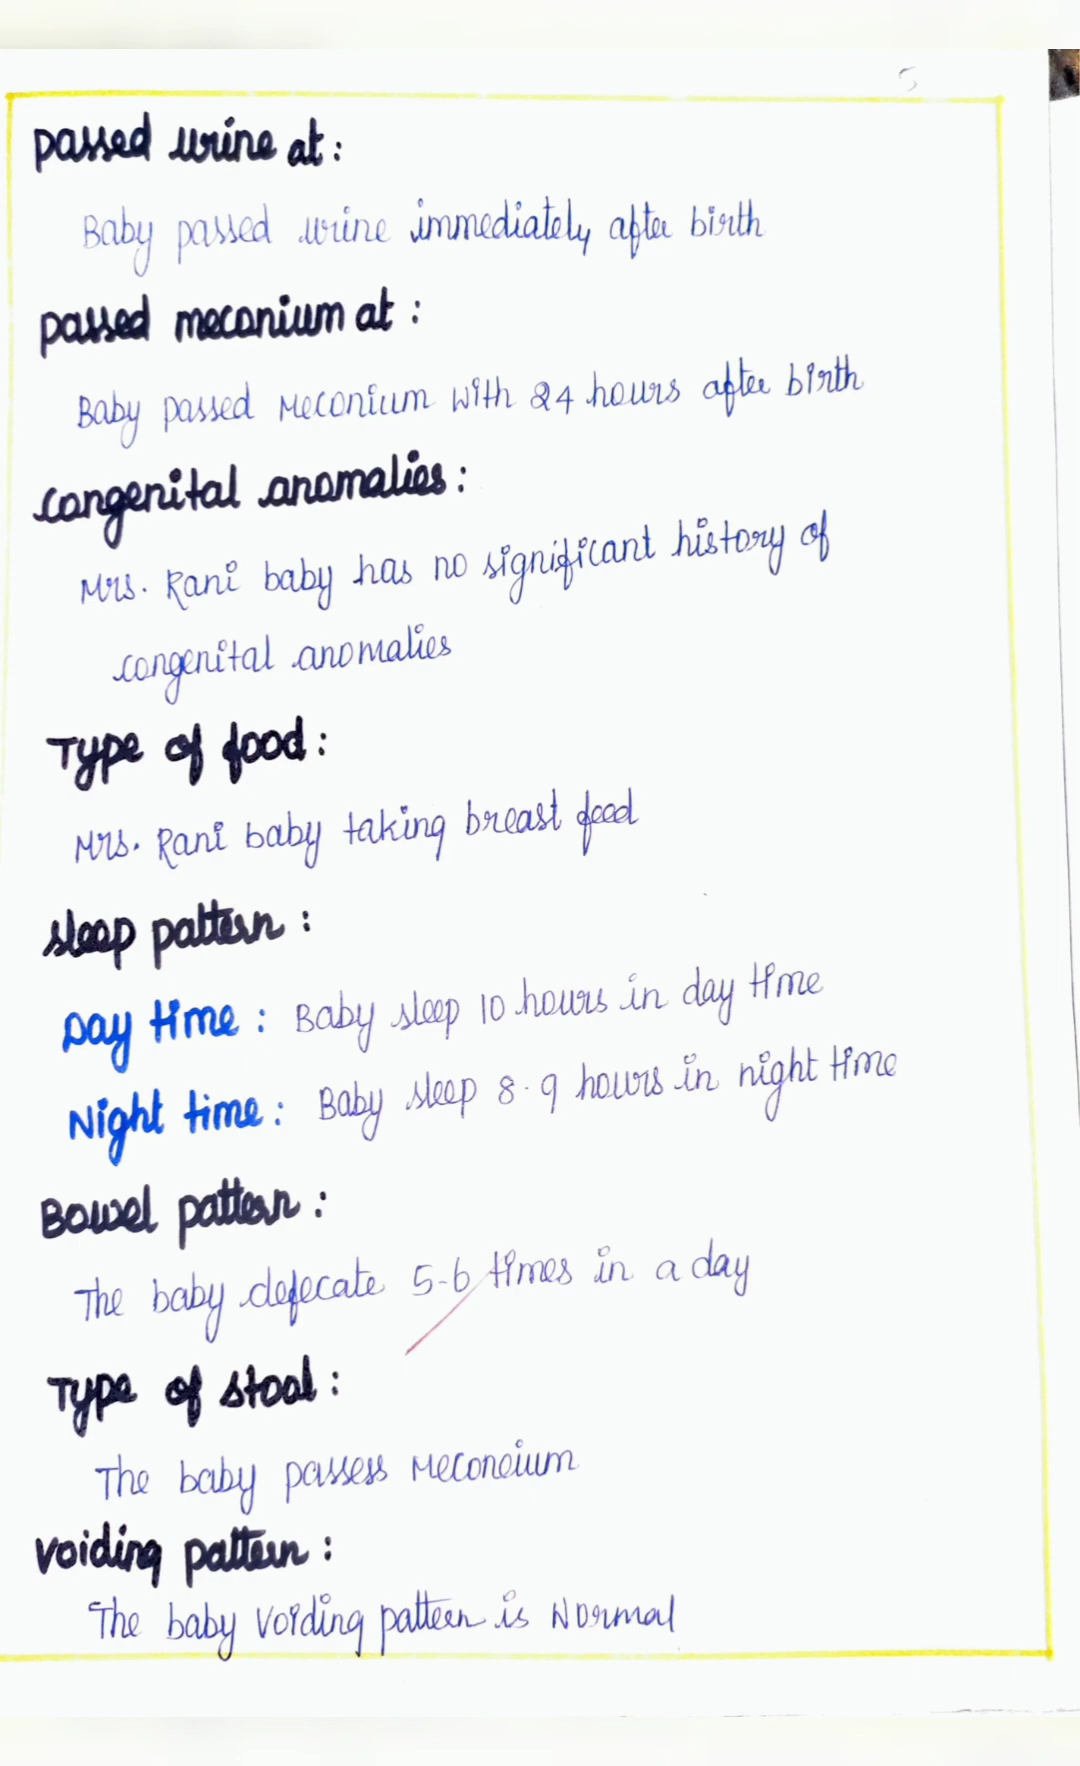 5
Passed urine at:
Baby passed urine immediately after birth
passed meconium at:
Baby passed Meconium with 24 hours after birth
congenital anomalies:
Mrs. Rani baby has no significant history of
congenital anomalies
Type of food:
Mrs. Rani baby taking breast feed
sleep pattern:
Day time: Baby sleep 10 hours in day time
Night time: Baby sleep 8-9 hours in night time
Bowel pattern:
The baby defecate 5-6 times in a day
Type of stool:
The baby passess Meconoium
voiding pattern:
The baby voiding pattern is Normal